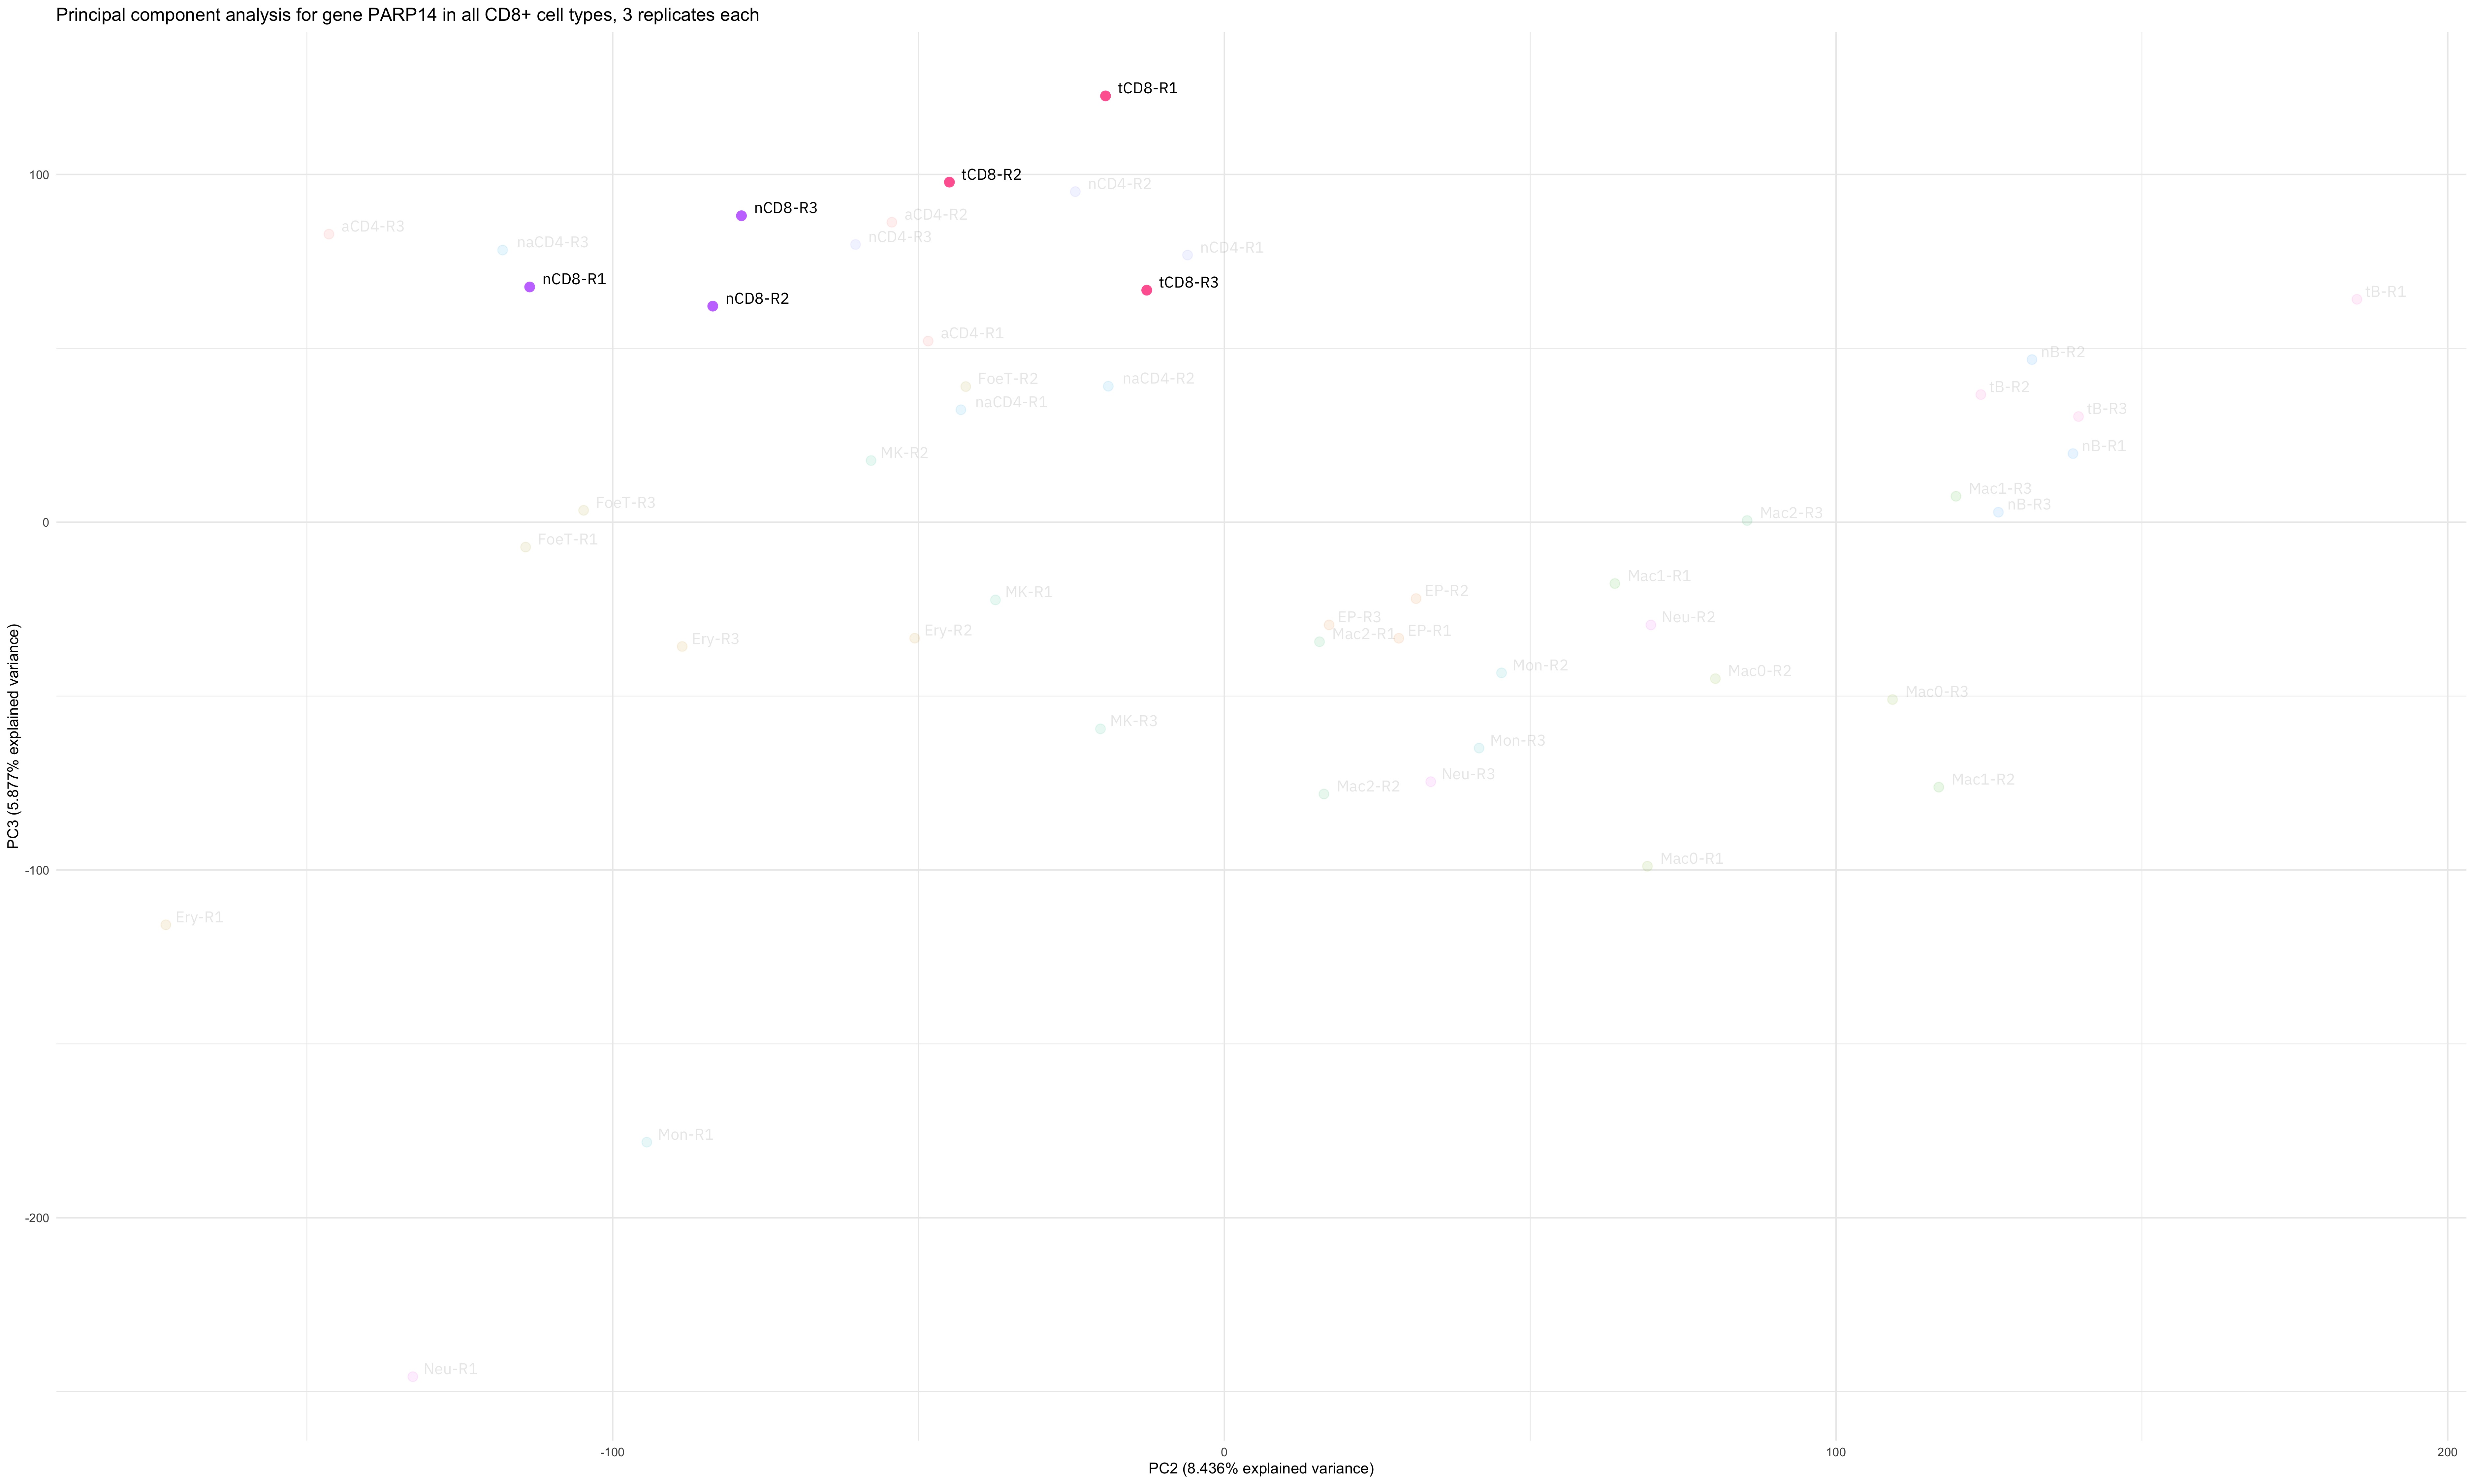 Principal component analysis for gene PARP14 in all CD8+ cell types, 3 replicates each
tCD8-R1
100
tCD8-R2
nCD4-R2
nCD8-R3
aCD4-R2
aCD4-R3
nCD4-R3
naCD4-R3
nCD4-R1
nCD8-R1
tCD8-R3
tB-R1
nCD8-R2
aCD4-R1
nB-R2
FoeT-R2
naCD4-R2
tB-R2
naCD4-R1
tB-R3
nB-R1
MK-R2
Mac1-R3
FoeT-R3
nB-R3
Mac2-R3
0
FoeT-R1
Mac1-R1
MK-R1
EP-R2
EP-R3
Neu-R2
Ery-R2
Mac2-R1
EP-R1
Ery-R3
Mon-R2
Mac0-R2
Mac0-R3
MK-R3
Mon-R3
Neu-R3
Mac2-R2
Mac1-R2
Mac0-R1
-100
Ery-R1
Mon-R1
-200
Neu-R1
PC3 (5.877% explained variance)
-100
0
100
200
PC2 (8.436% explained variance)